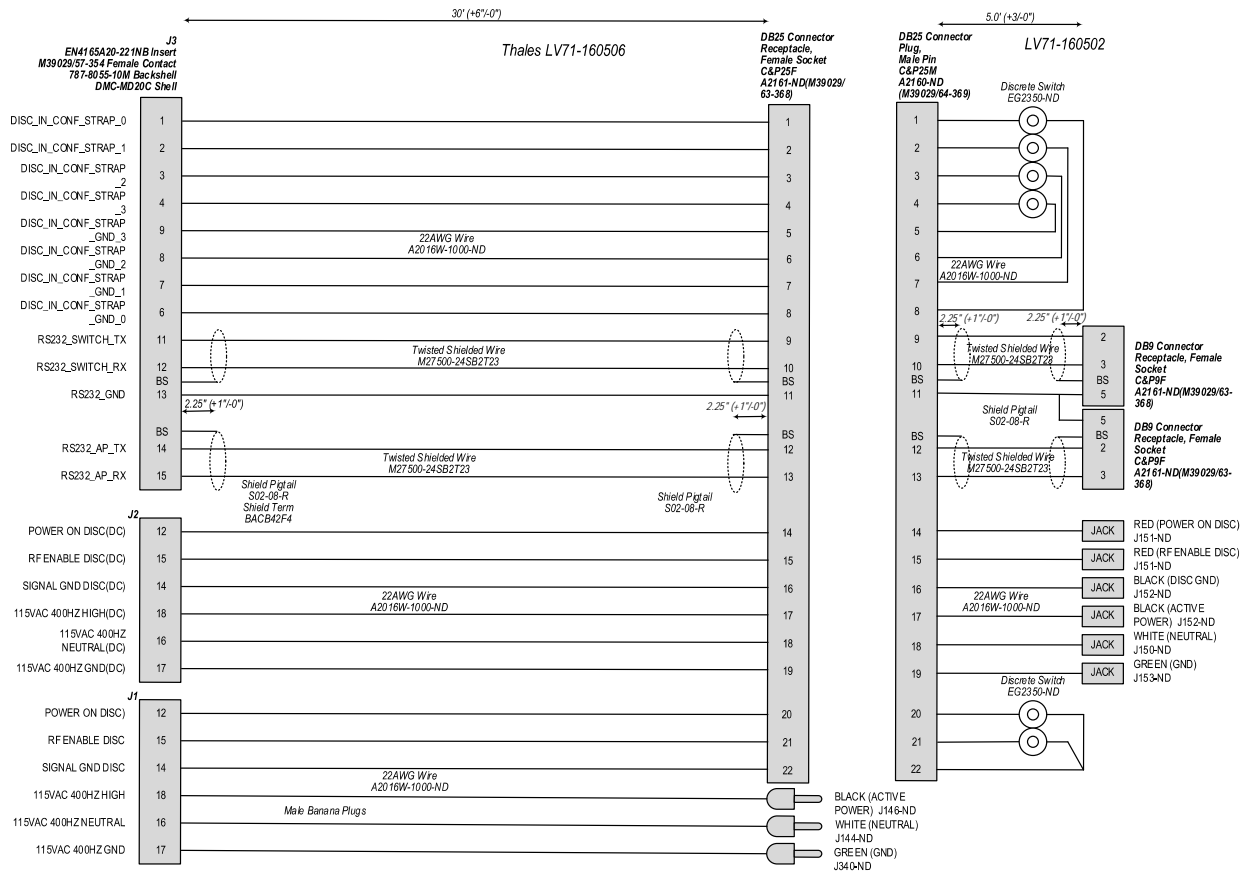 30' (+6"/-0")
5.0' (+3/-0")
J3
EN4165A20-221NB Insert
M39029/57-354 Female Contact
787-8055-10M Backshell
DMC-MD20C Shell
Thales LV71-160506
DB25 Connector
Receptacle,
Female Socket
C&P25F
A2161-ND(M39029/
63-368)
DB25 Connector
Plug,
Male Pin
C&P25M
A2160-ND
(M39029/64-369)
LV71-160502
Discrete Switch
EG2350-ND
DISC_IN_CONF_STRAP_0
1
1
1
DISC_IN_CONF_STRAP_1
2
2
2
DISC_IN_CONF_STRAP
_2
3
3
3
DISC_IN_CONF_STRAP
_3
4
4
4
DISC_IN_CONF_STRAP
_GND_3
9
5
5
22AWG Wire
A2016W-1000-ND
DISC_IN_CONF_STRAP
_GND_2
8
6
6
22AWG Wire
A2016W-1000-ND
DISC_IN_CONF_STRAP
_GND_1
7
7
7
DISC_IN_CONF_STRAP
_GND_0
6
8
8
2.25" (+1"/-0")
2.25" (+1"/-0")
RS232_SWITCH_TX
11
9
9
2
Twisted Shielded Wire
M27500-24SB2T23
Twisted Shielded Wire
M27500-24SB2T23
RS232_SWITCH_RX
12
10
10
3
BS
BS
BS
BS
RS232_GND
13
11
11
5
DB9 Connector
Receptacle, Female
Socket
C&P9F
A2161-ND(M39029/63-
368)
2.25" (+1"/-0")
2.25" (+1"/-0")
Shield Pigtail
S02-08-R
5
BS
BS
BS
BS
RS232_AP_TX
14
12
12
2
Twisted Shielded Wire
M27500-24SB2T23
Twisted Shielded Wire
M27500-24SB2T23
RS232_AP_RX
15
13
13
3
DB9 Connector
Receptacle, Female
Socket
C&P9F
A2161-ND(M39029/63-
368)
Shield Pigtail
S02-08-R
Shield Term
BACB42F4
Shield Pigtail
S02-08-R
J2
POWER ON DISC(DC)
12
14
14
JACK
RED (POWER ON DISC)
J151-ND
RF ENABLE DISC(DC)
15
15
15
JACK
RED (RF ENABLE DISC)
J151-ND
SIGNAL GND DISC(DC)
14
16
16
JACK
BLACK (DISC GND)
J152-ND
22AWG Wire
A2016W-1000-ND
22AWG Wire
A2016W-1000-ND
115VAC 400HZ HIGH(DC)
18
17
17
JACK
BLACK (ACTIVE
POWER) J152-ND
115VAC 400HZ
NEUTRAL(DC)
16
18
18
JACK
WHITE (NEUTRAL)
J150-ND
115VAC 400HZ GND(DC)
17
19
19
JACK
GREEN (GND)
J153-ND
Discrete Switch
EG2350-ND
J1
POWER ON DISC)
12
20
20
RF ENABLE DISC
15
21
21
SIGNAL GND DISC
14
22
22
22AWG Wire
A2016W-1000-ND
115VAC 400HZ HIGH
18
BLACK (ACTIVE
POWER) J146-ND
Male Banana Plugs
115VAC 400HZ NEUTRAL
16
WHITE (NEUTRAL)
J144-ND
115VAC 400HZ GND
17
GREEN (GND)
J340-ND